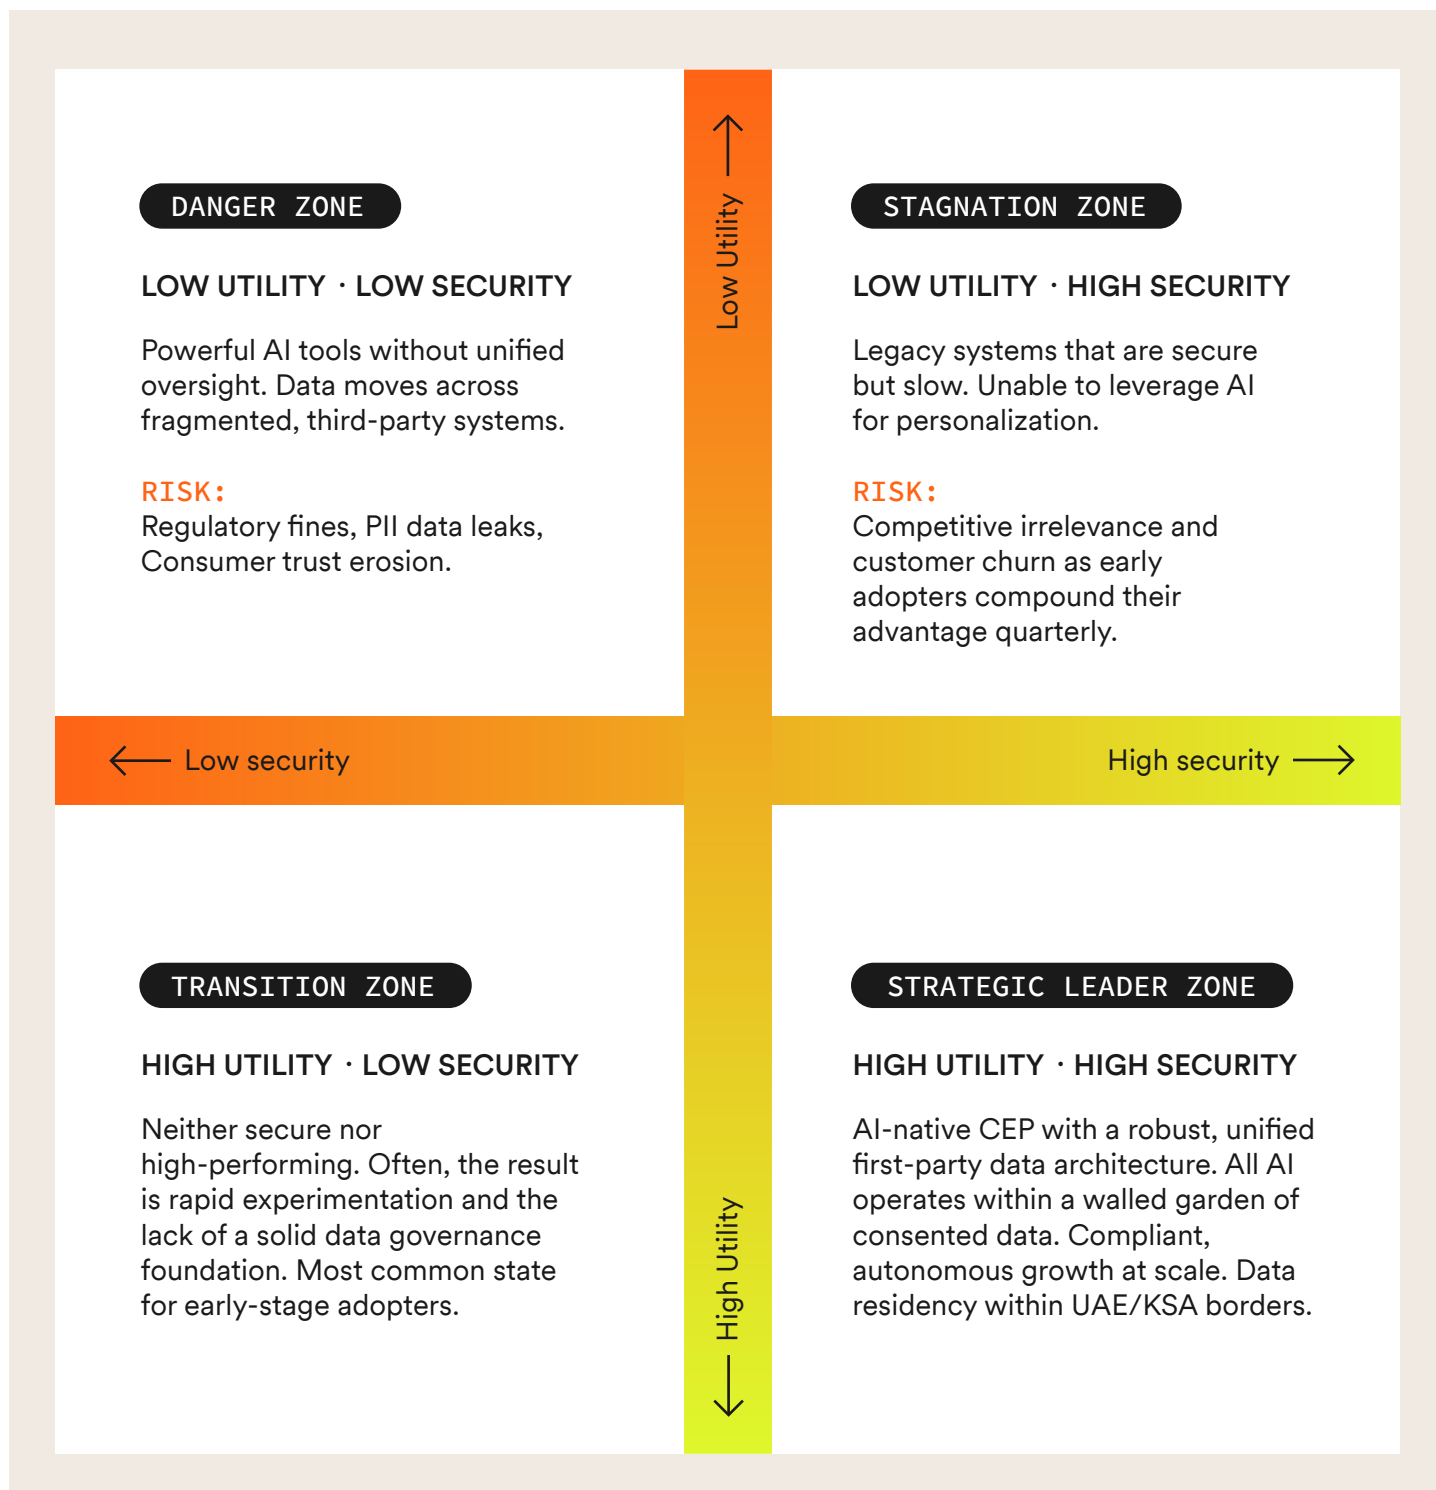 DANGER ZONE
LOW UTILITY · LOW SECURITY
Powerful AI tools without unified
oversight. Data moves across
fragmented, third-party systems.
RISK:
Regulatory fines, PII data leaks,
Consumer trust erosion.
Low Utility
STAGNATION ZONE
LOW UTILITY · HIGH SECURITY
Legacy systems that are secure
but slow. Unable to leverage AI
for personalization.
RISK:
Competitive irrelevance and
customer churn as early
adopters compound their
advantage quarterly.
Low security
High security
TRANSITION ZONE
HIGH UTILITY · LOW SECURITY
Neither secure nor
high-performing. Often, the result
is rapid experimentation and the
lack of a solid data governance
foundation. Most common state
for early-stage adopters.
High Utility
STRATEGIC LEADER ZONE
HIGH UTILITY · HIGH SECURITY
AI-native CEP with a robust, unified
first-party data architecture. All AI
operates within a walled garden of
consented data. Compliant,
autonomous growth at scale. Data
residency within UAE/KSA borders.